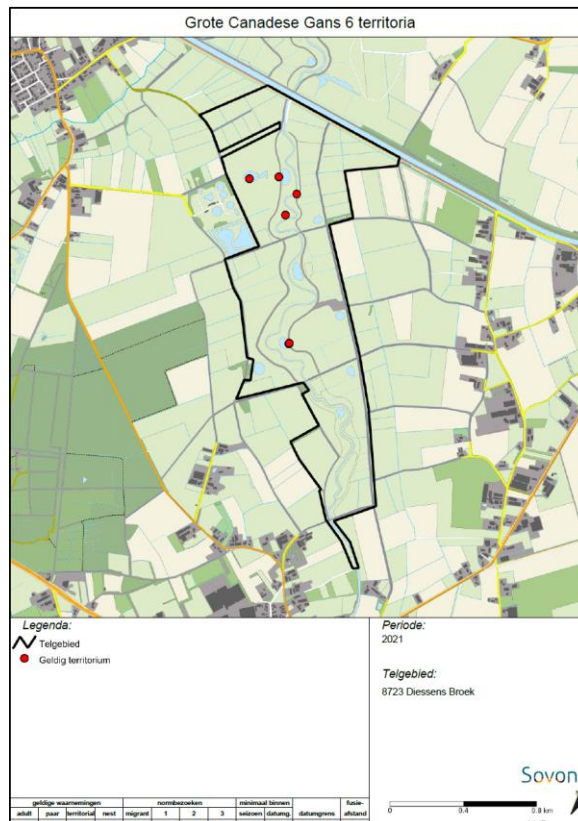 Grote Canadese Gans 6 territoria
Legenda:
Telgebied
Geldig territorium
Periode:
2021
Telgebied:
8723 Diessens Broek
Sovon
0 0.4 0.8 km
geldige waarnemingen normbezoeken minimaal binnen fusie-
adult paar territoriaal nest migrant 1 2 3 seizoen datumg. datumgrens afstand